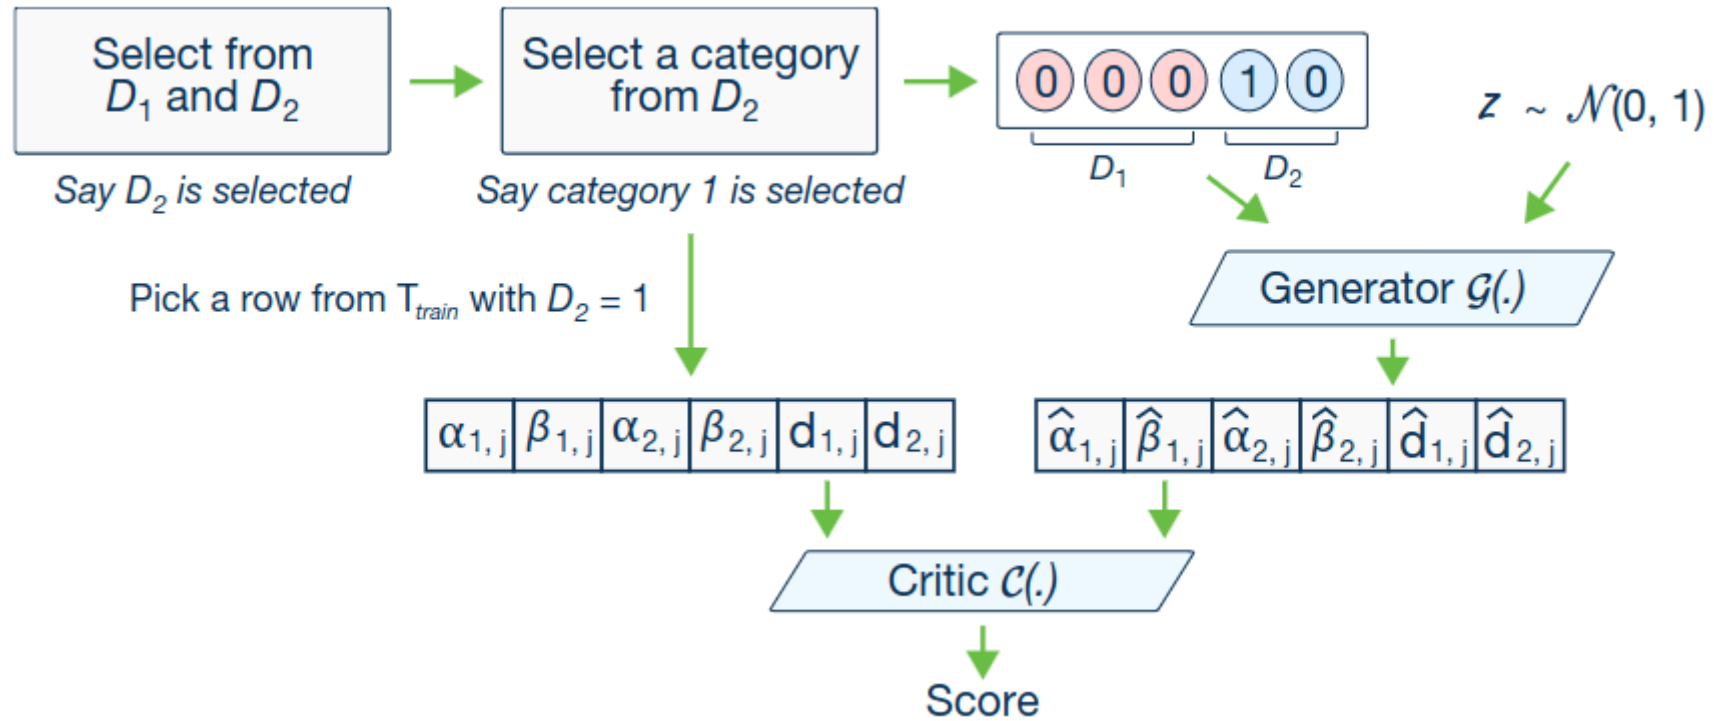 Select from
D₁ and D₂
Select a category
from D₂
0 0 0 1 0
z ~ 𝒩(0, 1)
D₁
D₂
Say D₂ is selected
Say category 1 is selected
Pick a row from T_train with D₂ = 1
Generator 𝒢(.)
α₁, j β₁, j α₂, j β₂, j d₁, j d₂, j
α̂₁, j β̂₁, j α̂₂, j β̂₂, j d̂₁, j d̂₂, j
Critic 𝒞(.)
Score